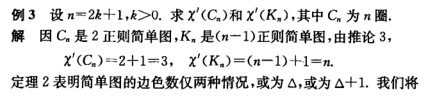 例3 设 n=2k+1,k>0. 求 χ′(Cₙ)和 χ′(Kₙ),其中 Cₙ 为 n 圈.
解 因 Cₙ 是 2 正则简单图,Kₙ 是(n−1)正则简单图,由推论 3,
χ′(Cₙ)=2+1=3, χ′(Kₙ)=(n−1)+1=n.
定理 2 表明简单图的边色数仅两种情况,或为 Δ,或为 Δ+1. 我们将